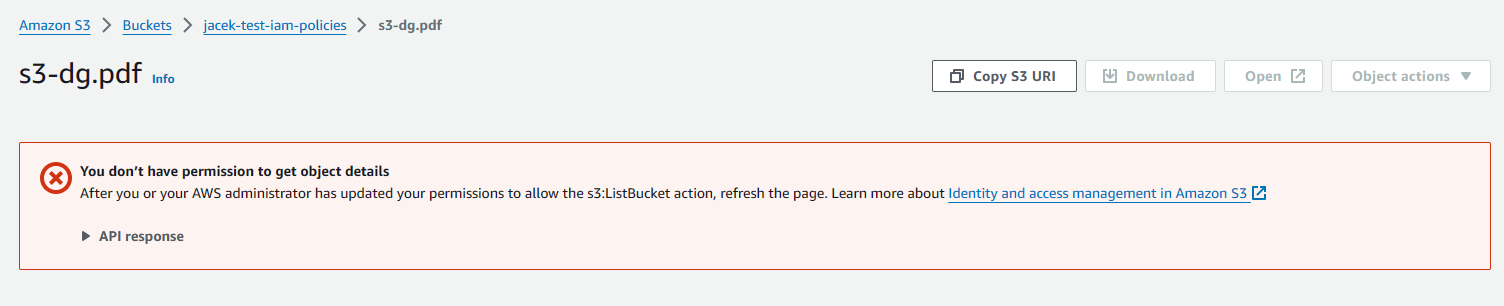 Amazon S3 > Buckets > jacek-test-iam-policies > s3-dg.pdf
s3-dg.pdf Info
Copy S3 URI Download Open Object actions
You don’t have permission to get object details
After you or your AWS administrator has updated your permissions to allow the s3:ListBucket action, refresh the page. Learn more about Identity and access management in Amazon S3
API response